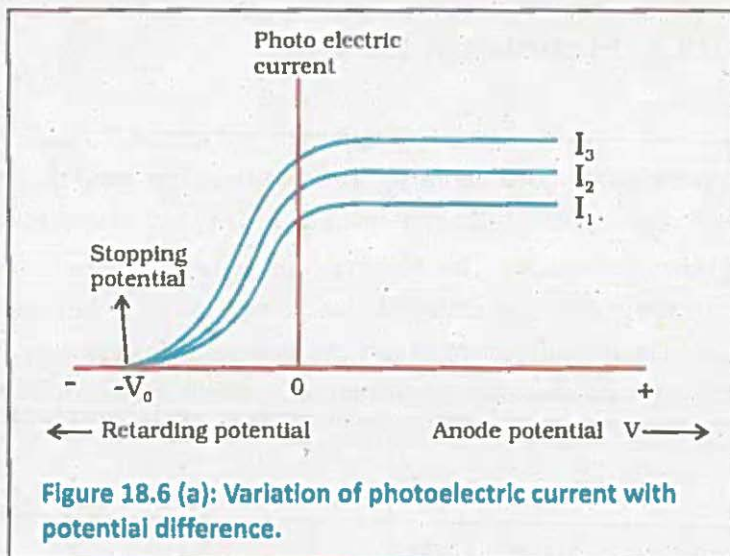 Photo electric
current
I₃
I₂
I₁
Stopping
potential
- -V₀ 0 +
← Retarding potential Anode potential V →
Figure 18.6 (a): Variation of photoelectric current with
potential difference.